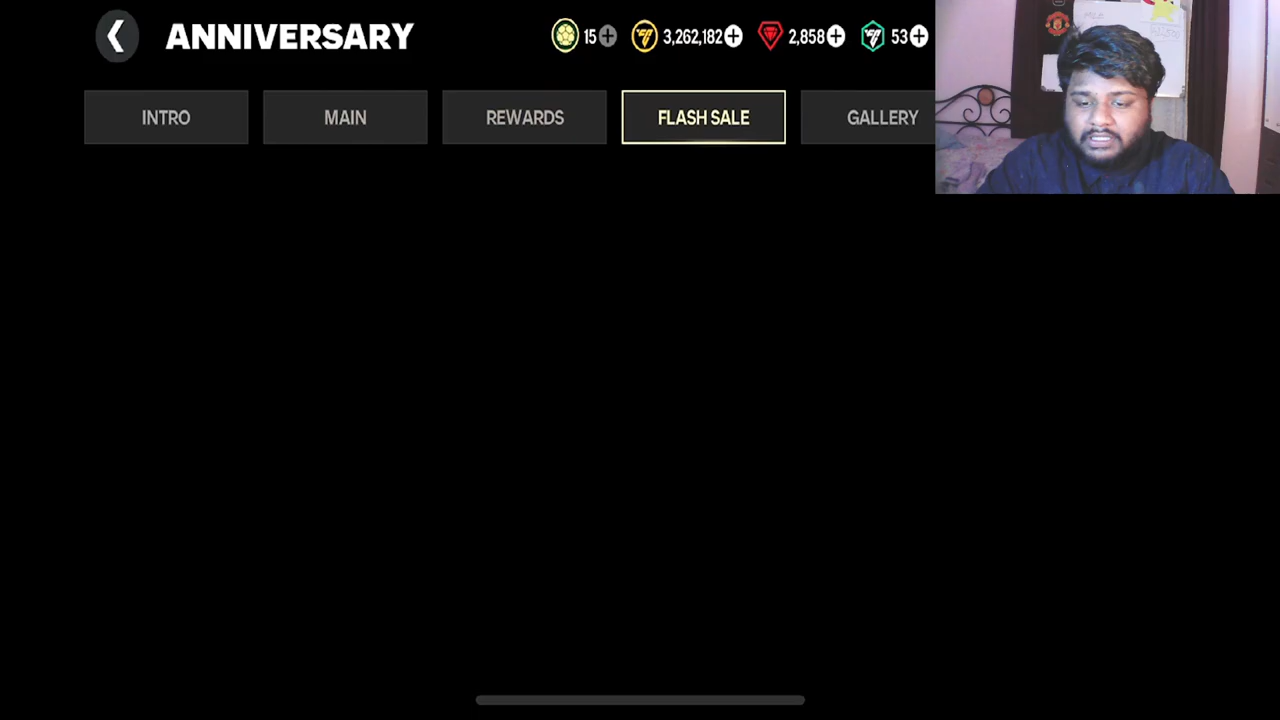 ANNIVERSARY
15
3,262,182
2,858
53
INTRO
MAIN
REWARDS
FLASH SALE
GALLERY